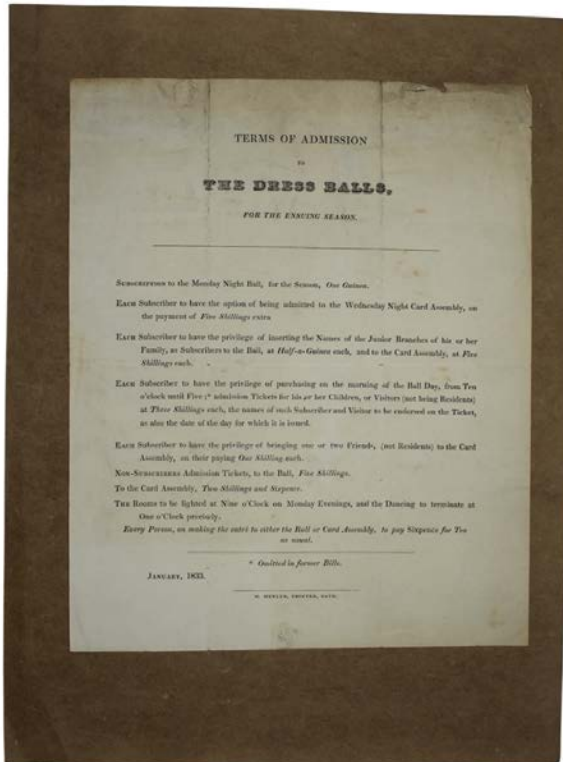 TERMS OF ADMISSION
TO
THE DRESS BALLS,
FOR THE ENSUING SEASON.
SUBSCRIPTION to the Monday Night Ball, for the Season, One Guinea.
EACH Subscriber to have the option of being admitted to the Wednesday Night Card Assembly, on
the payment of Five Shillings extra
EACH Subscriber to have the privilege of inserting the Names of the Junior Branches of his or her
Family, as Subscribers to the Ball, at Half-a-Guinea each, and to the Card Assembly, at Five
Shillings each.
EACH Subscriber to have the privilege of purchasing on the morning of the Ball Day, from Ten
o'clock until Five ;* admission Tickets for his or her Children, or Visitors (not being Residents)
at Three Shillings each, the names of such Subscriber and Visitor to be endorsed on the Ticket,
as also the date of the day for which it is issued.
EACH Subscriber to have the privilege of bringing one or two Friends, (not Residents) to the Card
Assembly, on their paying One Shilling each.
NON-SUBSCRIBERS Admission Tickets, to the Ball, Five Shillings.
To the Card Assembly, Two Shillings and Sixpence.
THE ROOMS to be lighted at Nine o'Clock on Monday Evenings, and the Dancing to terminate at
One o'Clock precisely.
Every Person, on making the entré to either the Ball or Card Assembly, to pay Sixpence for Tea
as usual.
* Omitted in former Bills.
JANUARY, 1833.
PRINTER, BATH.